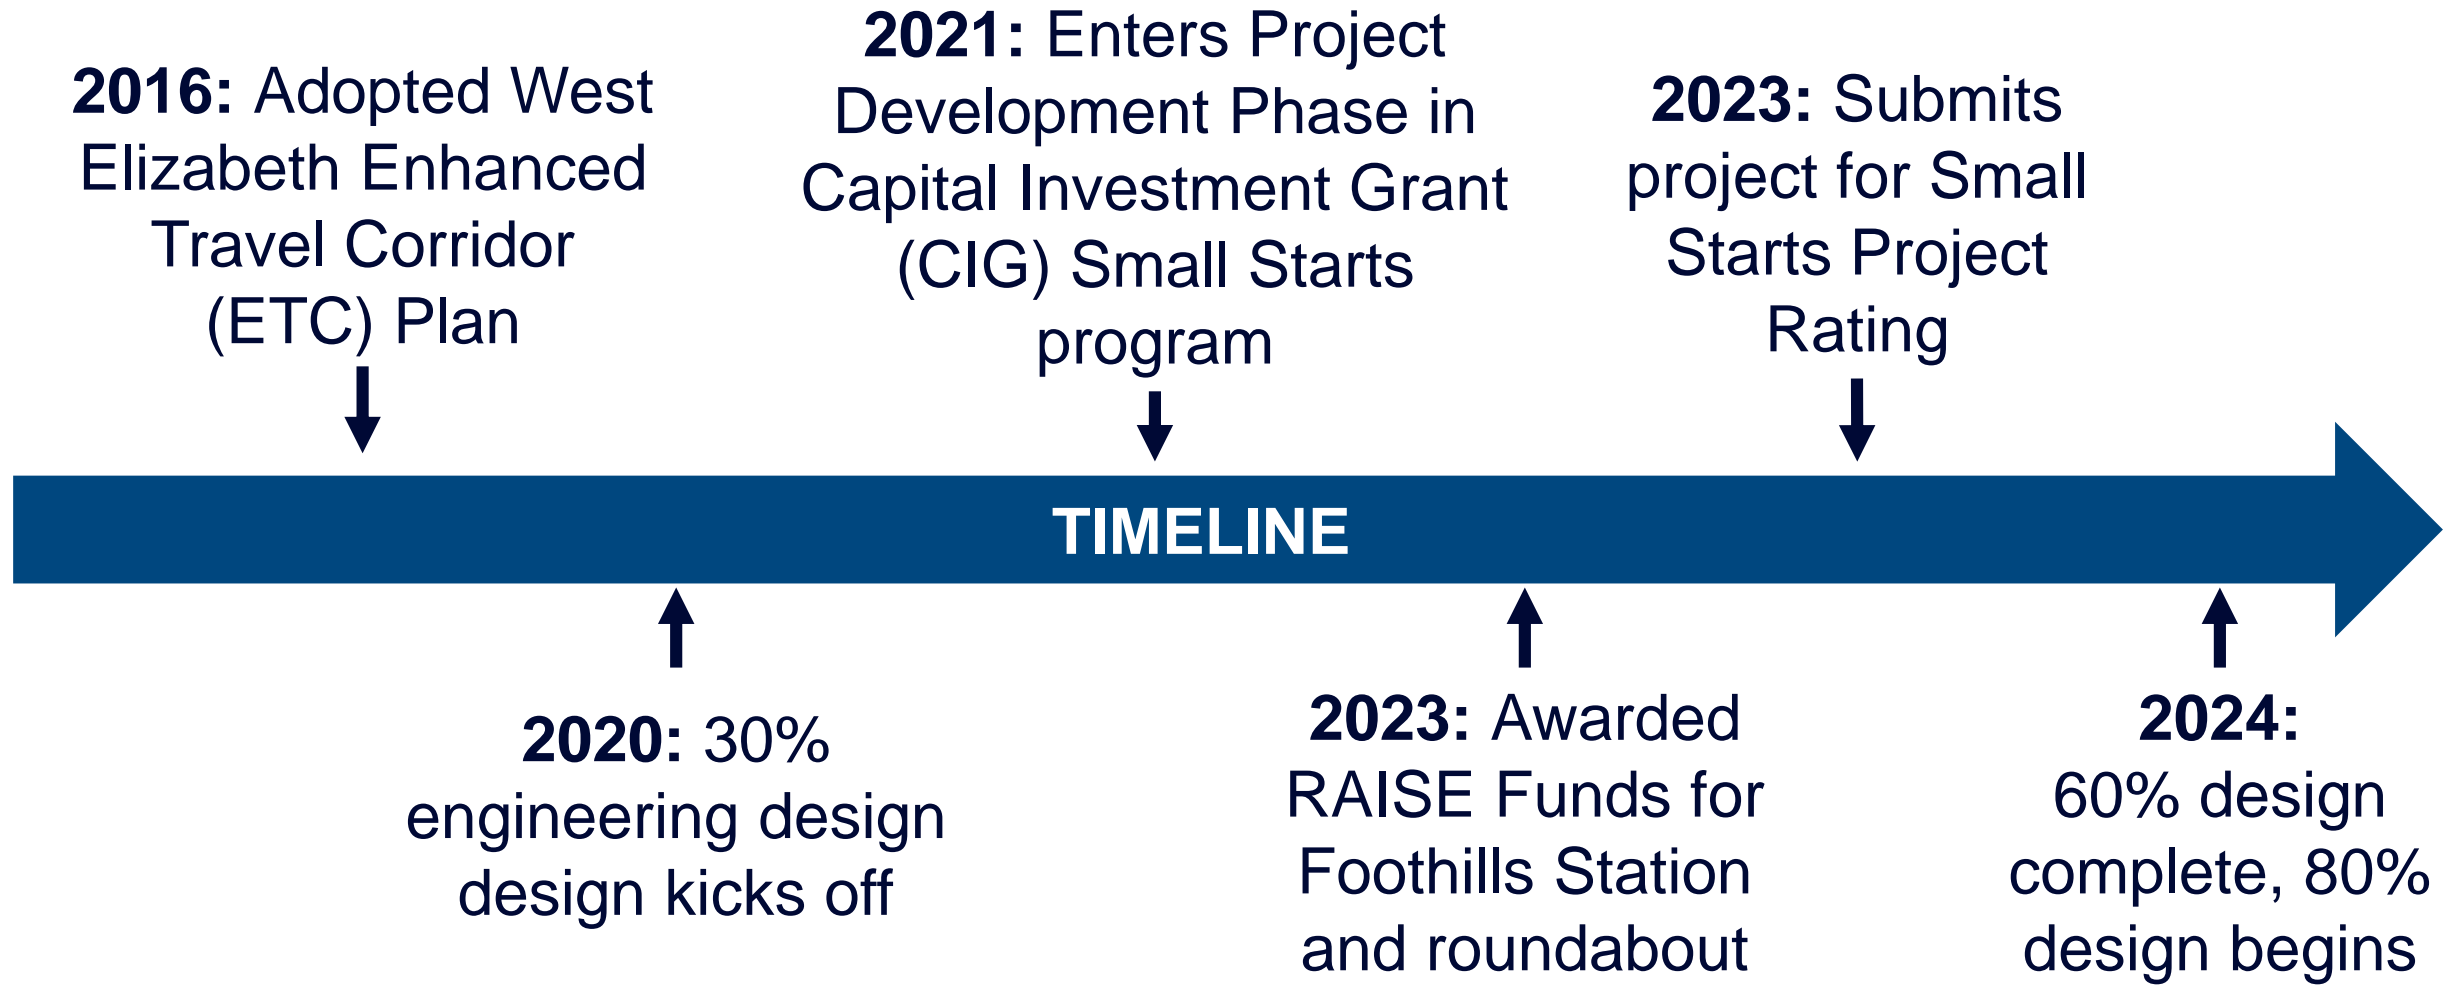 2016: Adopted West
Elizabeth Enhanced
Travel Corridor
(ETC) Plan
2021: Enters Project
Development Phase in
Capital Investment Grant
(CIG) Small Starts
program
2023: Submits
project for Small
Starts Project
Rating
TIMELINE
2020: 30%
engineering design
design kicks off
2023: Awarded
RAISE Funds for
Foothills Station
and roundabout
2024:
60% design
complete, 80%
design begins